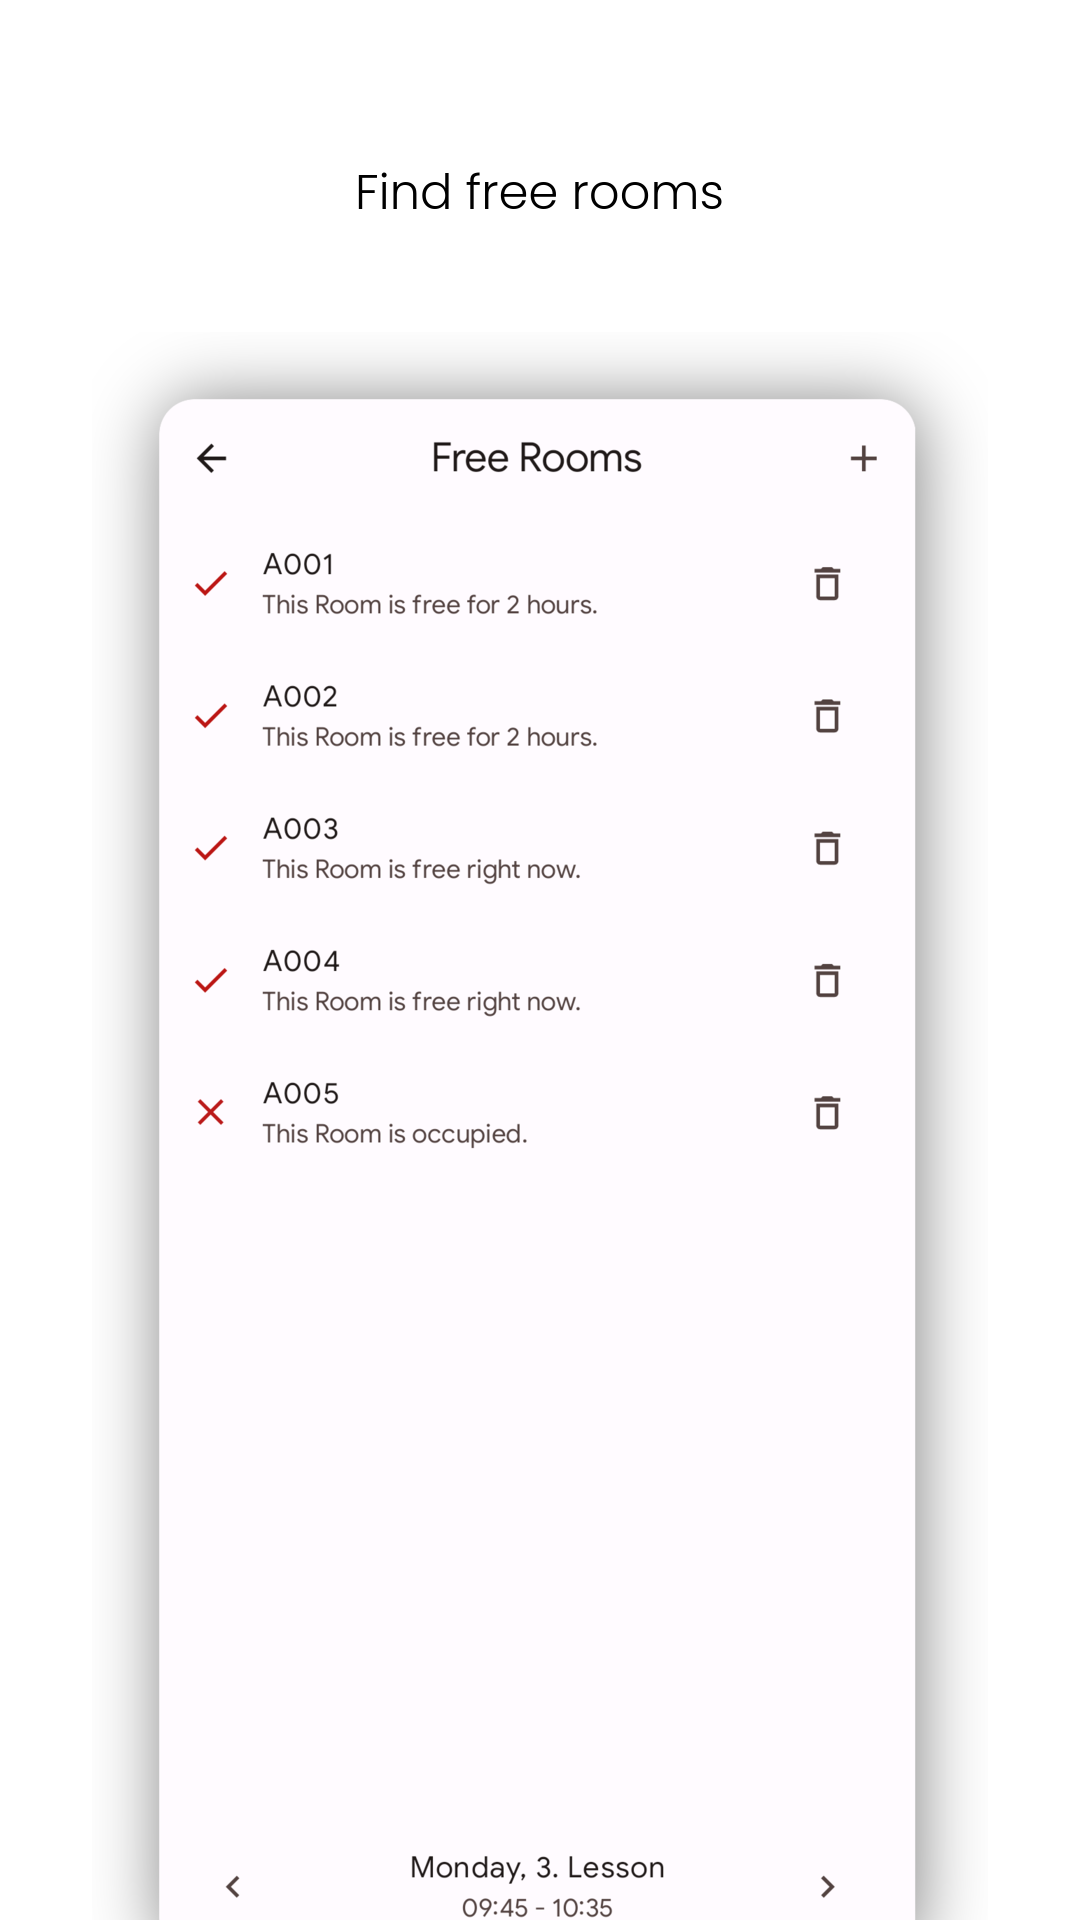 Find free rooms
Free Rooms
A001
This Room is free for 2 hours.
A002
This Room is free for 2 hours.
A003
This Room is free right now.
A004
This Room is free right now.
A005
This Room is occupied.
Monday, 3. Lesson
09:45 - 10:35